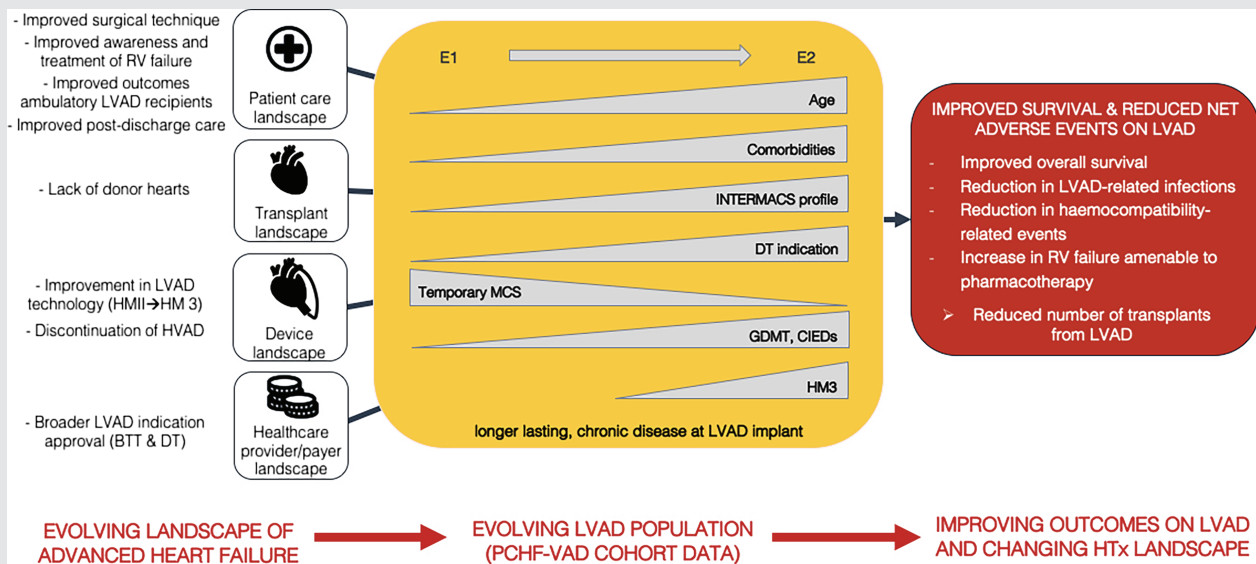 - Improved surgical technique
- Improved awareness and
treatment of RV failure
- Improved outcomes
ambulatory LVAD recipients
- Improved post-discharge care
Patient care
landscape
- Lack of donor hearts
Transplant
landscape
- Improvement in LVAD
technology (HMII→HM 3)
- Discontinuation of HVAD
Device
landscape
- Broader LVAD indication
approval (BTT & DT)
Healthcare
provider/payer
landscape
E1
E2
Age
Comorbidities
INTERMACS profile
DT indication
Temporary MCS
GDMT, CIEDs
HM3
longer lasting, chronic disease at LVAD implant
IMPROVED SURVIVAL & REDUCED NET
ADVERSE EVENTS ON LVAD
- Improved overall survival
- Reduction in LVAD-related infections
- Reduction in haemocompatibility-
related events
- Increase in RV failure amenable to
pharmacotherapy
➢ Reduced number of transplants
from LVAD
EVOLVING LANDSCAPE OF
ADVANCED HEART FAILURE
EVOLVING LVAD POPULATION
(PCHF-VAD COHORT DATA)
IMPROVING OUTCOMES ON LVAD
AND CHANGING HTx LANDSCAPE